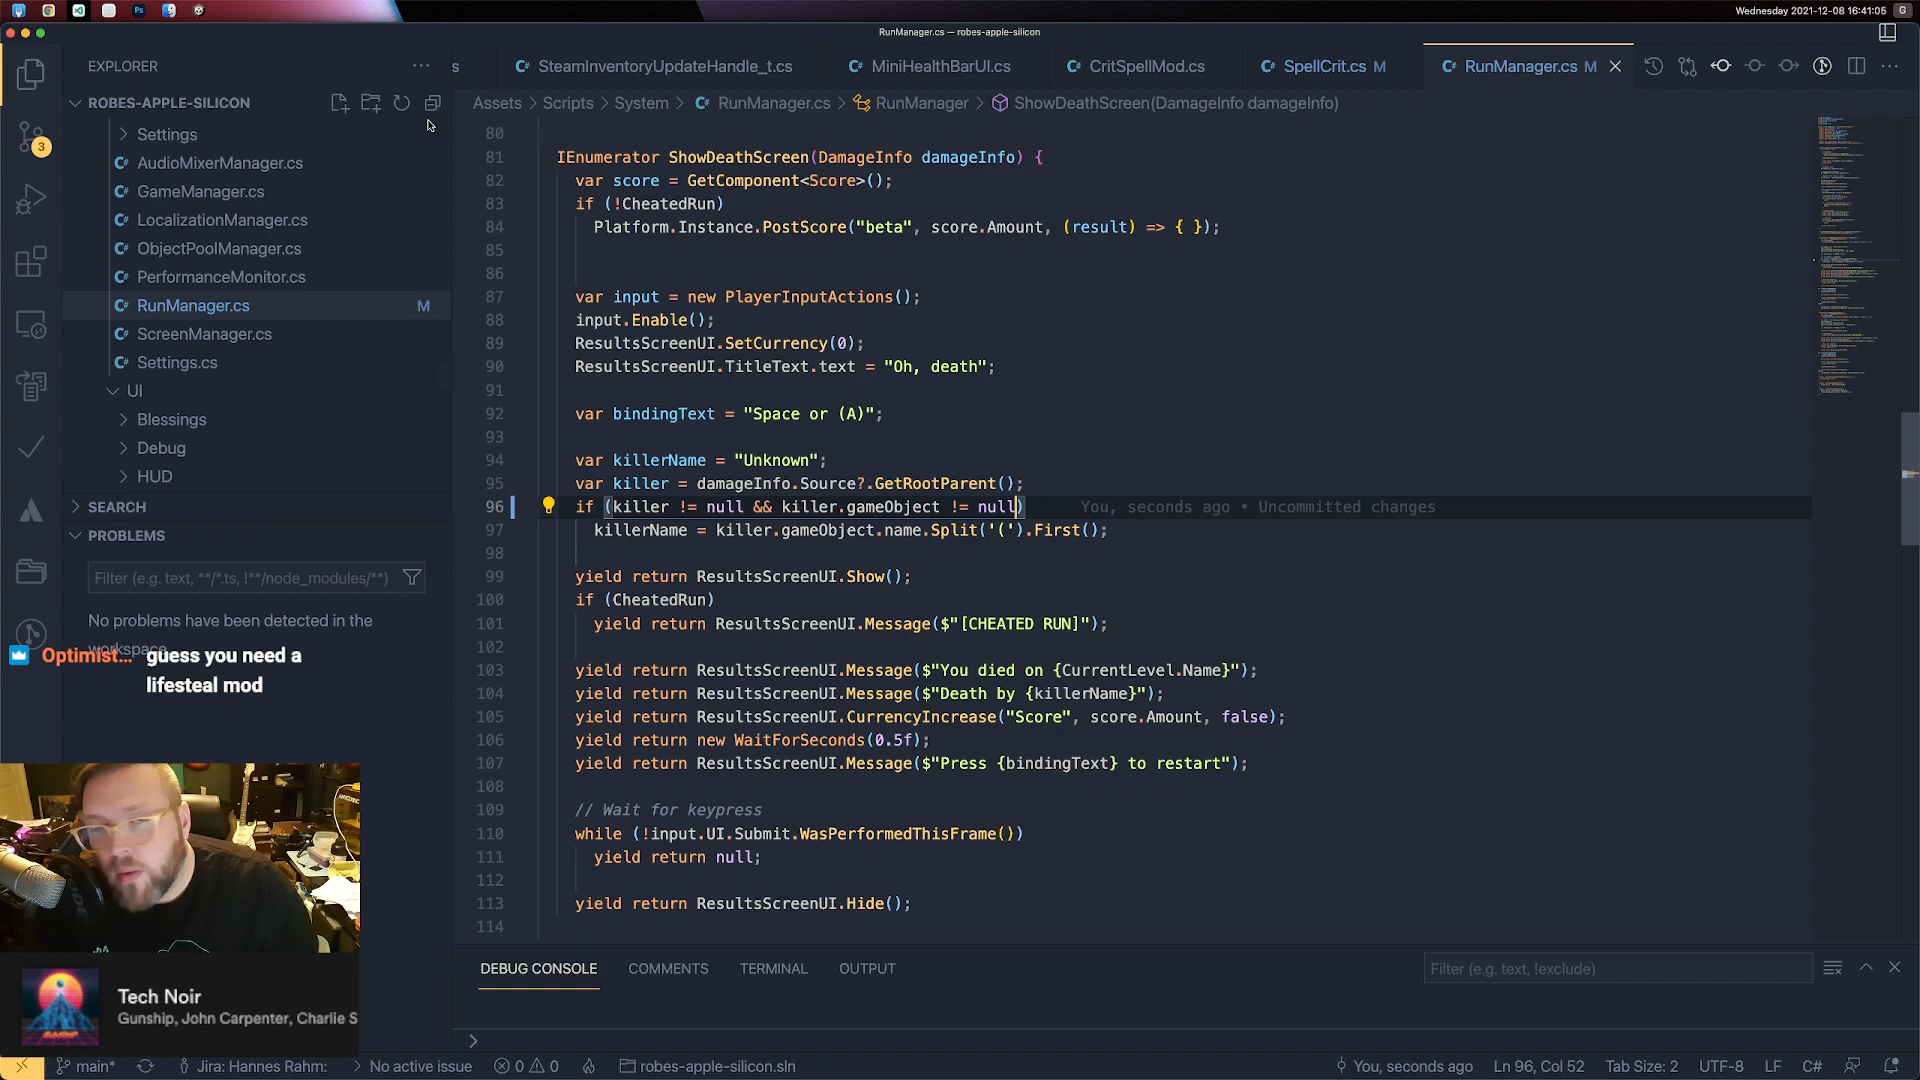 Wednesday 2021-12-08 16:41:05
RunManager.cs — robes-apple-silicon
EXPLORER
ROBES-APPLE-SILICON
Settings
AudioMixerManager.cs
GameManager.cs
LocalizationManager.cs
ObjectPoolManager.cs
PerformanceMonitor.cs
RunManager.cs M
ScreenManager.cs
Settings.cs
UI
Blessings
Debug
HUD
SEARCH
PROBLEMS
Filter (e.g. text, **/*.ts, !**/node_modules/**)
No problems have been detected in the
workspace.
3
Optimist... guess you need a
lifesteal mod
Tech Noir
Gunship, John Carpenter, Charlie S
s SteamInventoryUpdateHandle_t.cs MiniHealthBarUI.cs CritSpellMod.cs SpellCrit.cs M RunManager.cs M
Assets > Scripts > System > RunManager.cs > RunManager > ShowDeathScreen(DamageInfo damageInfo)
80
81 IEnumerator ShowDeathScreen(DamageInfo damageInfo) {
82 var score = GetComponent<Score>();
83 if (!CheatedRun)
84 Platform.Instance.PostScore("beta", score.Amount, (result) => { });
85
86
87 var input = new PlayerInputActions();
88 input.Enable();
89 ResultsScreenUI.SetCurrency(0);
90 ResultsScreenUI.TitleText.text = "Oh, death";
91
92 var bindingText = "Space or (A)";
93
94 var killerName = "Unknown";
95 var killer = damageInfo.Source?.GetRootParent();
96 if (killer != null && killer.gameObject != null) You, seconds ago • Uncommitted changes
97 killerName = killer.gameObject.name.Split('(').First();
98
99 yield return ResultsScreenUI.Show();
100 if (CheatedRun)
101 yield return ResultsScreenUI.Message($"[CHEATED RUN]");
102
103 yield return ResultsScreenUI.Message($"You died on {CurrentLevel.Name}");
104 yield return ResultsScreenUI.Message($"Death by {killerName}");
105 yield return ResultsScreenUI.CurrencyIncrease("Score", score.Amount, false);
106 yield return new WaitForSeconds(0.5f);
107 yield return ResultsScreenUI.Message($"Press {bindingText} to restart");
108
109 // Wait for keypress
110 while (!input.UI.Submit.WasPerformedThisFrame())
111 yield return null;
112
113 yield return ResultsScreenUI.Hide();
114
DEBUG CONSOLE COMMENTS TERMINAL OUTPUT Filter (e.g. text, !exclude)
main* Jira: Hannes Rahm: No active issue 0 0 robes-apple-silicon.sln You, seconds ago Ln 96, Col 52 Tab Size: 2 UTF-8 LF C#